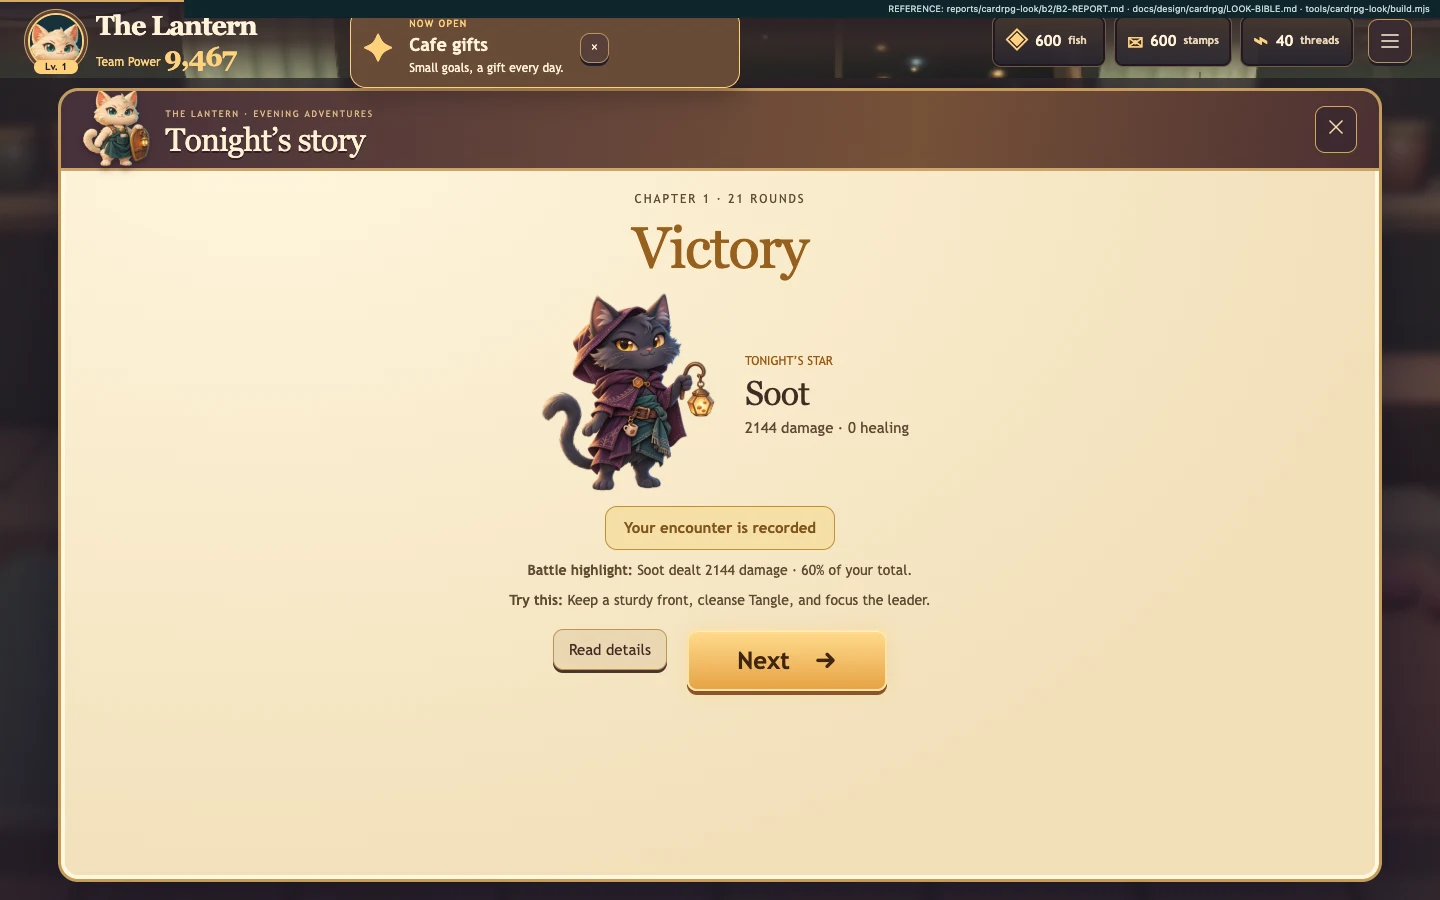 REFERENCE: reports/cardrpg-look/b2/B2-REPORT.md · docs/design/cardrpg/LOOK-BIBLE.md · tools/cardrpg-look/build.mjs
The Lantern
Team Power 9,467
Lv. 1
NOW OPEN
Cafe gifts
Small goals, a gift every day.
×
600 fish
600 stamps
40 threads
THE LANTERN · EVENING ADVENTURES
Tonight's story
CHAPTER 1 · 21 ROUNDS
Victory
TONIGHT'S STAR
Soot
2144 damage · 0 healing
Your encounter is recorded
Battle highlight: Soot dealt 2144 damage · 60% of your total.
Try this: Keep a sturdy front, cleanse Tangle, and focus the leader.
Read details
Next →